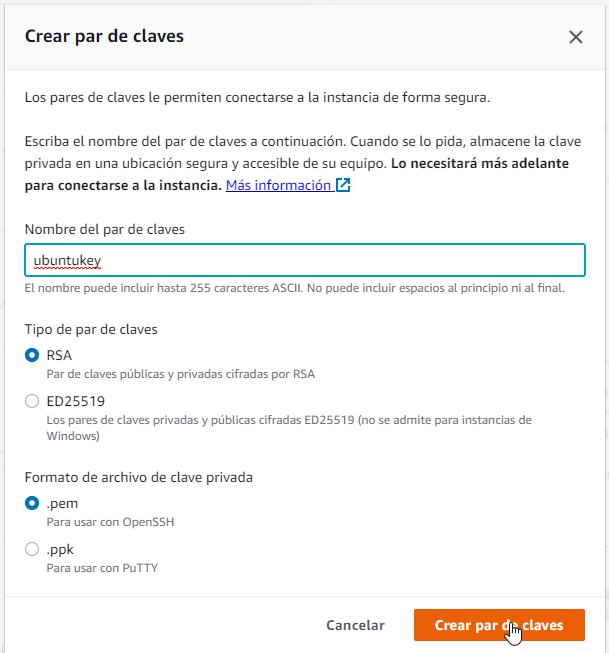 Crear par de claves
Los pares de claves le permiten conectarse a la instancia de forma segura.
Escriba el nombre del par de claves a continuación. Cuando se lo pida, almacene la clave
privada en una ubicación segura y accesible de su equipo. Lo necesitará más adelante
para conectarse a la instancia. Más información
Nombre del par de claves
ubuntukey
El nombre puede incluir hasta 255 caracteres ASCII. No puede incluir espacios al principio ni al final.
Tipo de par de claves
RSA
Par de claves públicas y privadas cifradas por RSA
ED25519
Los pares de claves privadas y públicas cifradas ED25519 (no se admite para instancias de
Windows)
Formato de archivo de clave privada
.pem
Para usar con OpenSSH
.ppk
Para usar con PuTTY
Cancelar
Crear par de claves